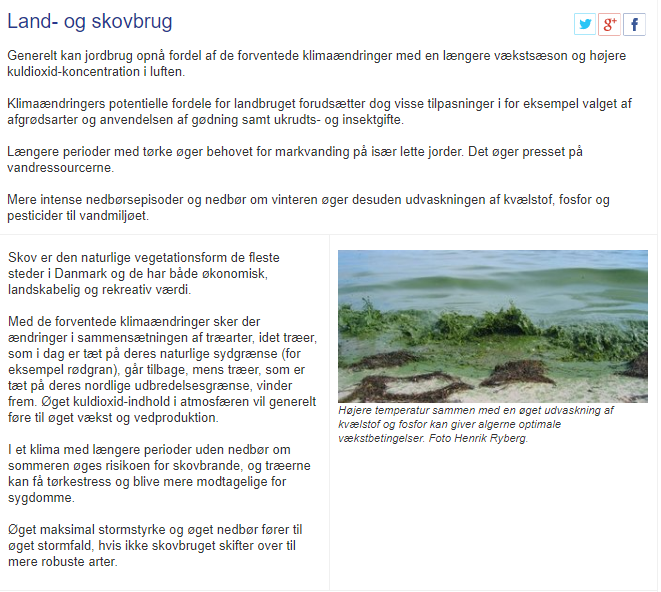 Land- og skovbrug
Generelt kan jordbrug opnå fordel af de forventede klimaændringer med en længere vækstsæson og højere
kuldioxid-koncentration i luften.
Klimaændringers potentielle fordele for landbruget forudsætter dog visse tilpasninger i for eksempel valget af
afgrødsarter og anvendelsen af gødning samt ukrudts- og insektgifte.
Længere perioder med tørke øger behovet for markvanding på især lette jorder. Det øger presset på
vandressourcerne.
Mere intense nedbørsepisoder og nedbør om vinteren øger desuden udvaskningen af kvælstof, fosfor og
pesticider til vandmiljøet.
Skov er den naturlige vegetationsform de fleste
steder i Danmark og de har både økonomisk,
landskabelig og rekreativ værdi.
Med de forventede klimaændringer sker der
ændringer i sammensætningen af træarter, idet træer,
som i dag er tæt på deres naturlige sydgrænse (for
eksempel rødgran), går tilbage, mens træer, som er
tæt på deres nordlige udbredelsesgrænse, vinder
frem. Øget kuldioxid-indhold i atmosfæren vil generelt
føre til øget vækst og vedproduktion.
I et klima med længere perioder uden nedbør om
sommeren øges risikoen for skovbrande, og træerne
kan få tørkestress og blive mere modtagelige for
sygdomme.
Øget maksimal stormstyrke og øget nedbør fører til
øget stormfald, hvis ikke skovbruget skifter over til
mere robuste arter.
Højere temperatur sammen med en øget udvaskning af
kvælstof og fosfor kan giver algerne optimale
vækstbetingelser. Foto Henrik Ryberg.